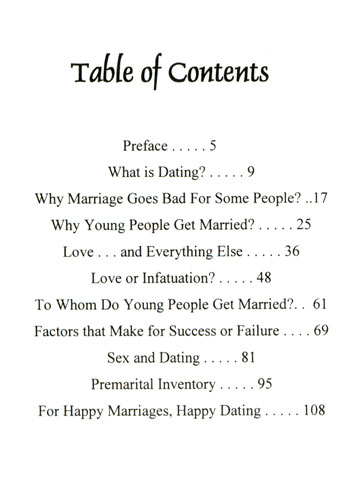 Table of Contents
Preface . . . . . 5
What is Dating? . . . . . 9
Why Marriage Goes Bad For Some People? ..17
Why Young People Get Married? . . . . . 25
Love . . . and Everything Else . . . . . 36
Love or Infatuation? . . . . . 48
To Whom Do Young People Get Married?. . 61
Factors that Make for Success or Failure . . . . 69
Sex and Dating . . . . . 81
Premarital Inventory . . . . . 95
For Happy Marriages, Happy Dating . . . . . 108